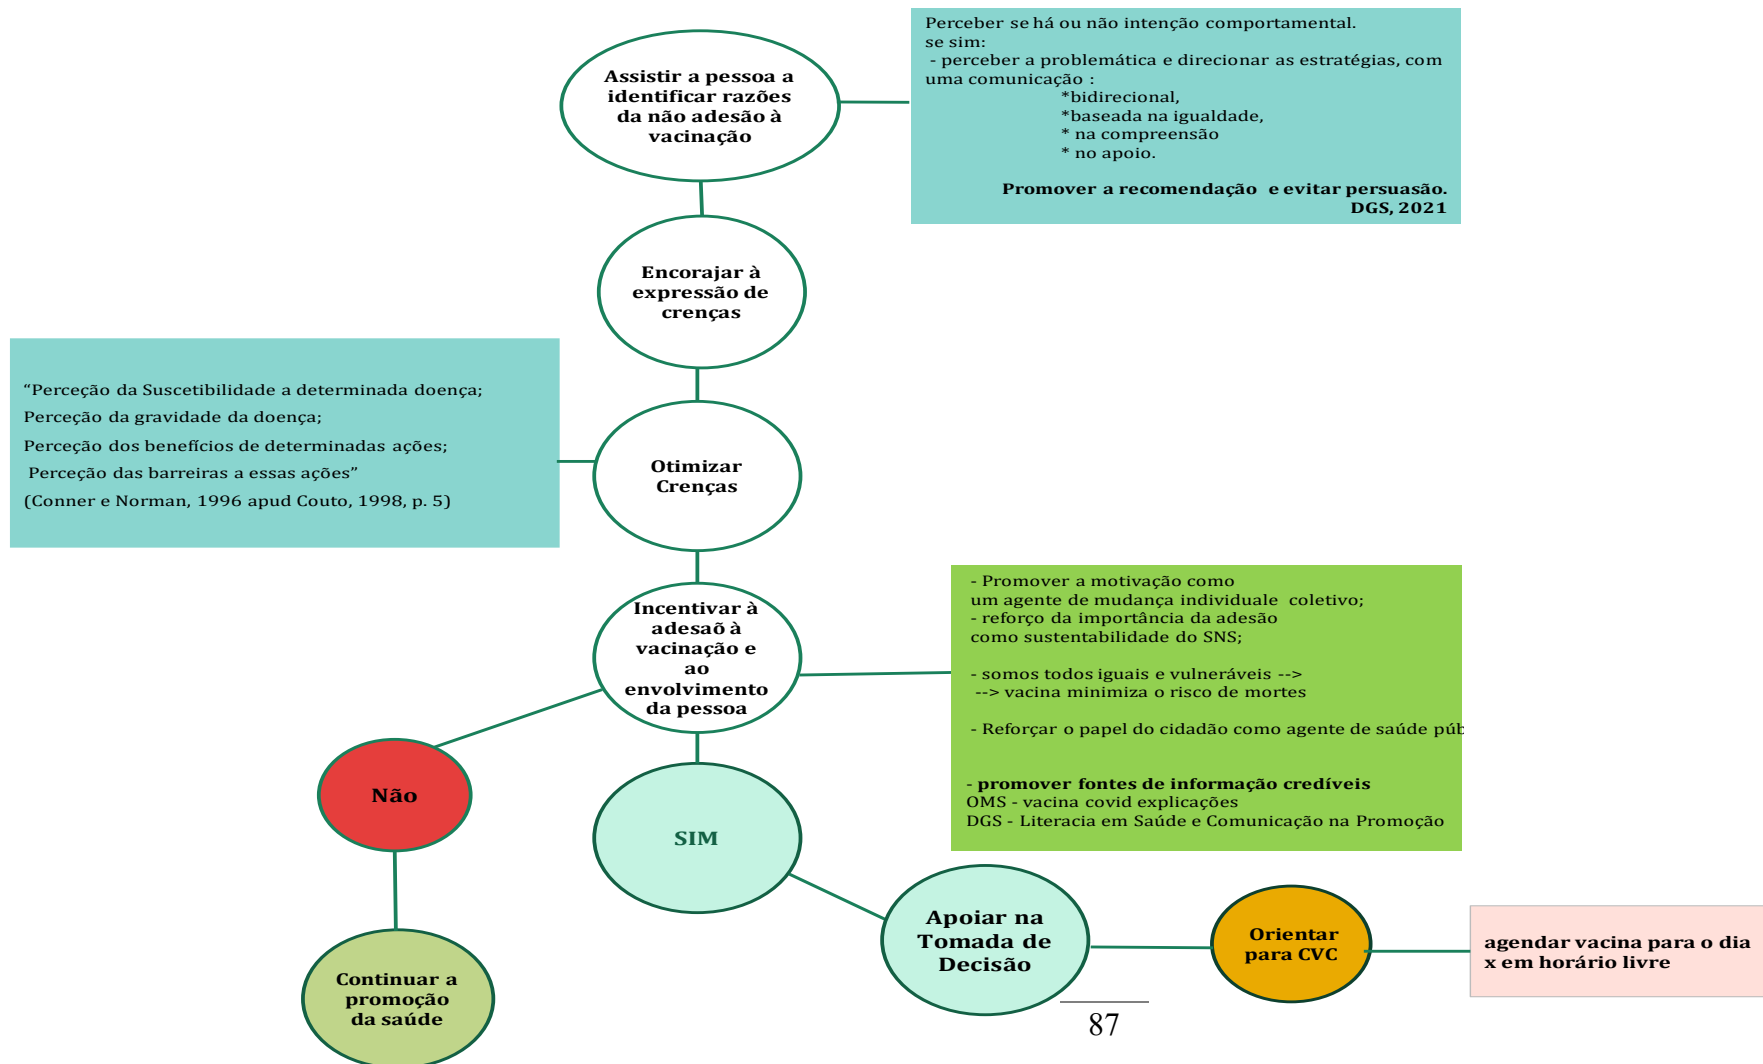 Assistir a pessoa a
identificar razões
da não adesão à
vacinação
Perceber se há ou não intenção comportamental.
se sim:
- perceber a problemática e direcionar as estratégias, com
uma comunicação :
*bidirecional,
*baseada na igualdade,
* na compreensão
* no apoio.
Promover a recomendação e evitar persuasão.
DGS, 2021
Encorajar à
expressão de
crenças
“Perceção da Suscetibilidade a determinada doença;
Perceção da gravidade da doença;
Perceção dos benefícios de determinadas ações;
Perceção das barreiras a essas ações”
(Conner e Norman, 1996 apud Couto, 1998, p. 5)
Otimizar
Crenças
Incentivar à
adesaõ à
vacinação e
ao
envolvimento
da pessoa
- Promover a motivação como
um agente de mudança individuale coletivo;
- reforço da importância da adesão
como sustentabilidade do SNS;
- somos todos iguais e vulneráveis -->
--> vacina minimiza o risco de mortes
- Reforçar o papel do cidadão como agente de saúde púb
- promover fontes de informação credíveis
OMS - vacina covid explicações
DGS - Literacia em Saúde e Comunicação na Promoção
Não
SIM
Continuar a
promoção
da saúde
Apoiar na
Tomada de
Decisão
Orientar
para CVC
agendar vacina para o dia
x em horário livre
87